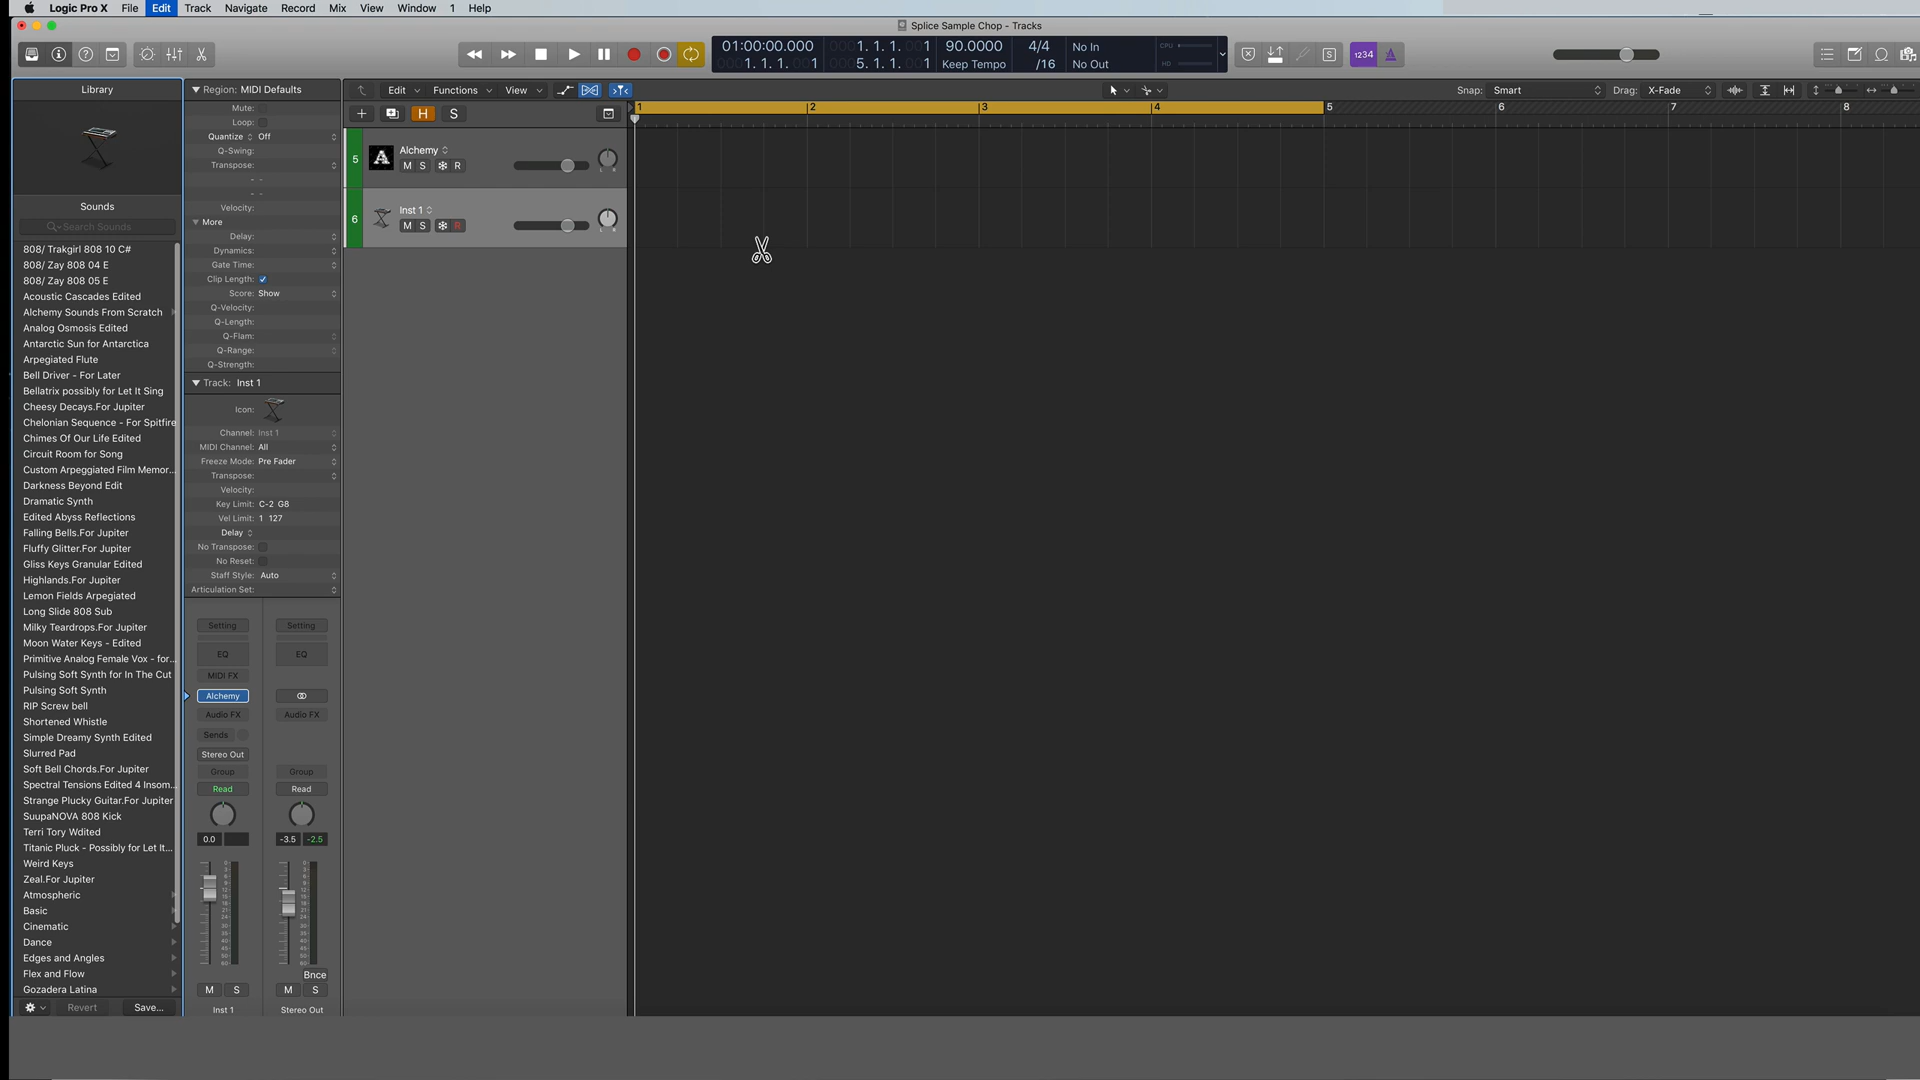 Logic Pro X File Edit Track Navigate Record Mix View Window 1 Help
Splice Sample Chop - Tracks
01:00:00.000 0001. 1. 1. 001 90.0000 4/4 No In CPU
0001. 1. 1. 001 0005. 1. 1. 001 Keep Tempo /16 No Out HD
1234
Library
Sounds
Search Sounds
808/ Trakgirl 808 10 C#
808/ Zay 808 04 E
808/ Zay 808 05 E
Acoustic Cascades Edited
Alchemy Sounds From Scratch
Analog Osmosis Edited
Antarctic Sun for Antarctica
Arpegiated Flute
Bell Driver - For Later
Bellatrix possibly for Let It Sing
Cheesy Decays.For Jupiter
Chelonian Sequence - For Spitfire
Chimes Of Our Life Edited
Circuit Room for Song
Custom Arpeggiated Film Memor...
Darkness Beyond Edit
Dramatic Synth
Edited Abyss Reflections
Falling Bells.For Jupiter
Fluffy Glitter.For Jupiter
Gliss Keys Granular Edited
Highlands.For Jupiter
Lemon Fields Arpegiated
Long Slide 808 Sub
Milky Teardrops.For Jupiter
Moon Water Keys - Edited
Primitive Analog Female Vox - for...
Pulsing Soft Synth for In The Cut
Pulsing Soft Synth
RIP Screw bell
Shortened Whistle
Simple Dreamy Synth Edited
Slurred Pad
Soft Bell Chords.For Jupiter
Spectral Tensions Edited 4 Insom...
Strange Plucky Guitar.For Jupiter
SuupaNOVA 808 Kick
Terri Tory Wdited
Titanic Pluck - Possibly for Let It...
Weird Keys
Zeal.For Jupiter
Atmospheric
Basic
Cinematic
Dance
Edges and Angles
Flex and Flow
Gozadera Latina
Revert Save...
Region: MIDI Defaults
Mute:
Loop:
Quantize Off
Q-Swing:
Transpose:
Velocity:
More
Delay:
Dynamics:
Gate Time:
Clip Length:
Score: Show
Q-Velocity:
Q-Length:
Q-Flam:
Q-Range:
Q-Strength:
Track: Inst 1
Icon:
Channel: Inst 1
MIDI Channel: All
Freeze Mode: Pre Fader
Transpose:
Velocity:
Key Limit: C-2 G8
Vel Limit: 1 127
Delay
No Transpose:
No Reset:
Staff Style: Auto
Articulation Set:
Setting Setting
EQ EQ
MIDI FX
Alchemy
Audio FX Audio FX
Sends
Stereo Out
Group Group
Read Read
0.0 -3.5 -2.5
Bnce
M S M S
Inst 1 Stereo Out
Edit Functions View Snap: Smart Drag: X-Fade
H S
1 2 3 4 5 6 7 8
5 A Alchemy
M S R
L R
6 Inst 1
M S R
L R